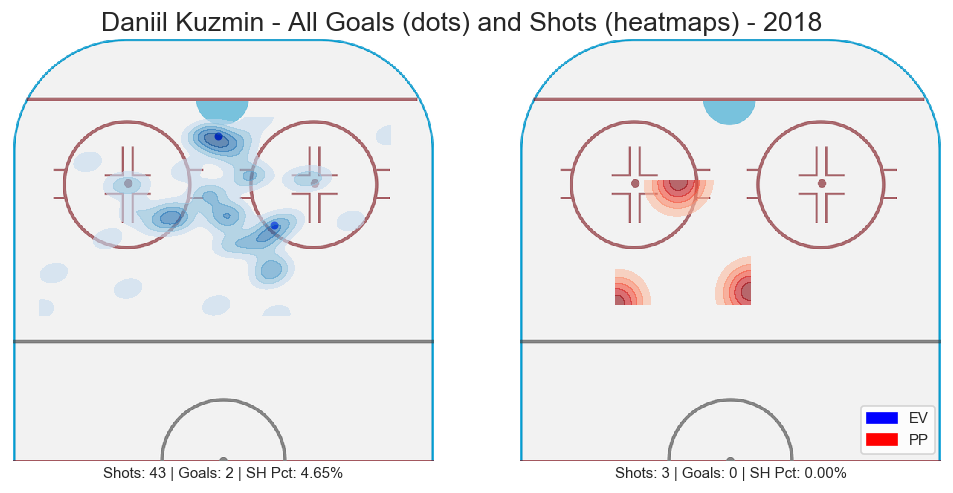 Daniil Kuzmin - All Goals (dots) and Shots (heatmaps) - 2018
EV
PP
Shots: 43 | Goals: 2 | SH Pct: 4.65%
Shots: 3 | Goals: 0 | SH Pct: 0.00%